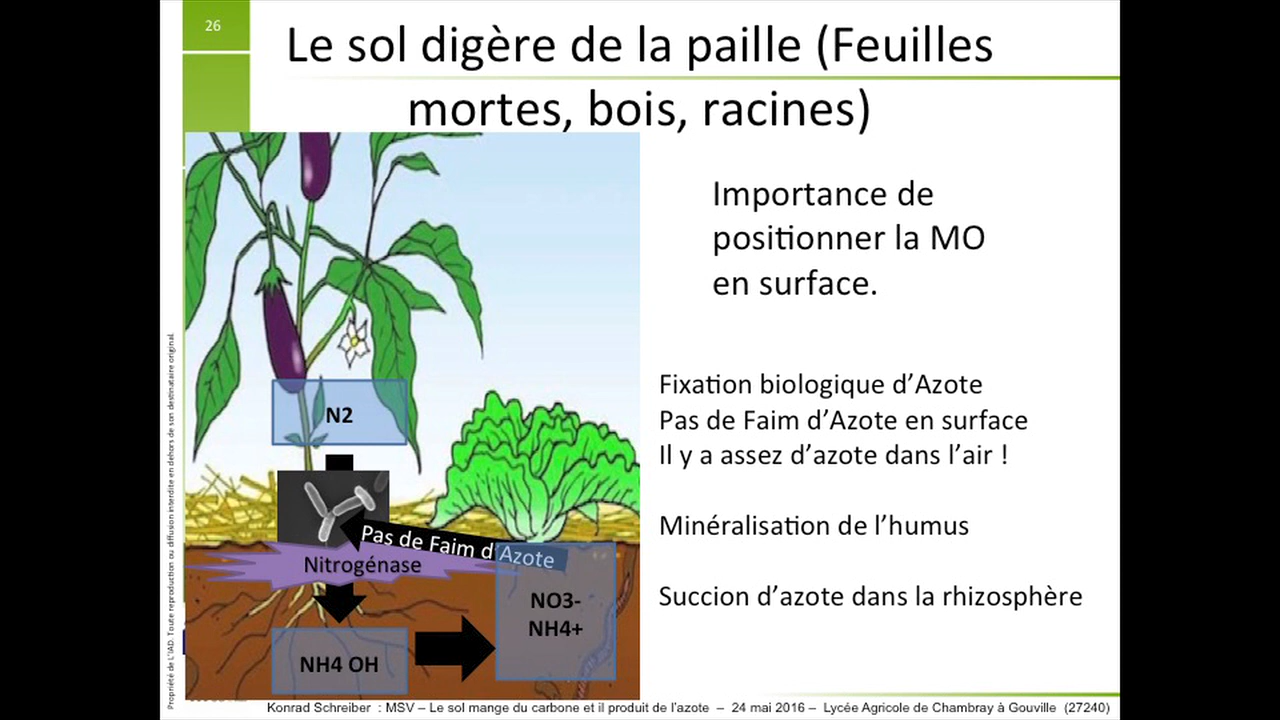 26
Le sol digère de la paille (Feuilles
mortes, bois, racines)
Importance de
positionner la MO
en surface.
Fixation biologique d'Azote
Pas de Faim d'Azote en surface
Il y a assez d'azote dans l'air !
Minéralisation de l'humus
Succion d'azote dans la rhizosphère
N2
Pas de Faim d'Azote
Nitrogénase
NO3-
NH4+
NH4 OH
Propriété de L'IAD. Toute reproduction ou diffusion interdite en dehors de son destinataire original.
Konrad Schreiber : MSV – Le sol mange du carbone et il produit de l'azote – 24 mai 2016 – Lycée Agricole de Chambray à Gouville (27240)